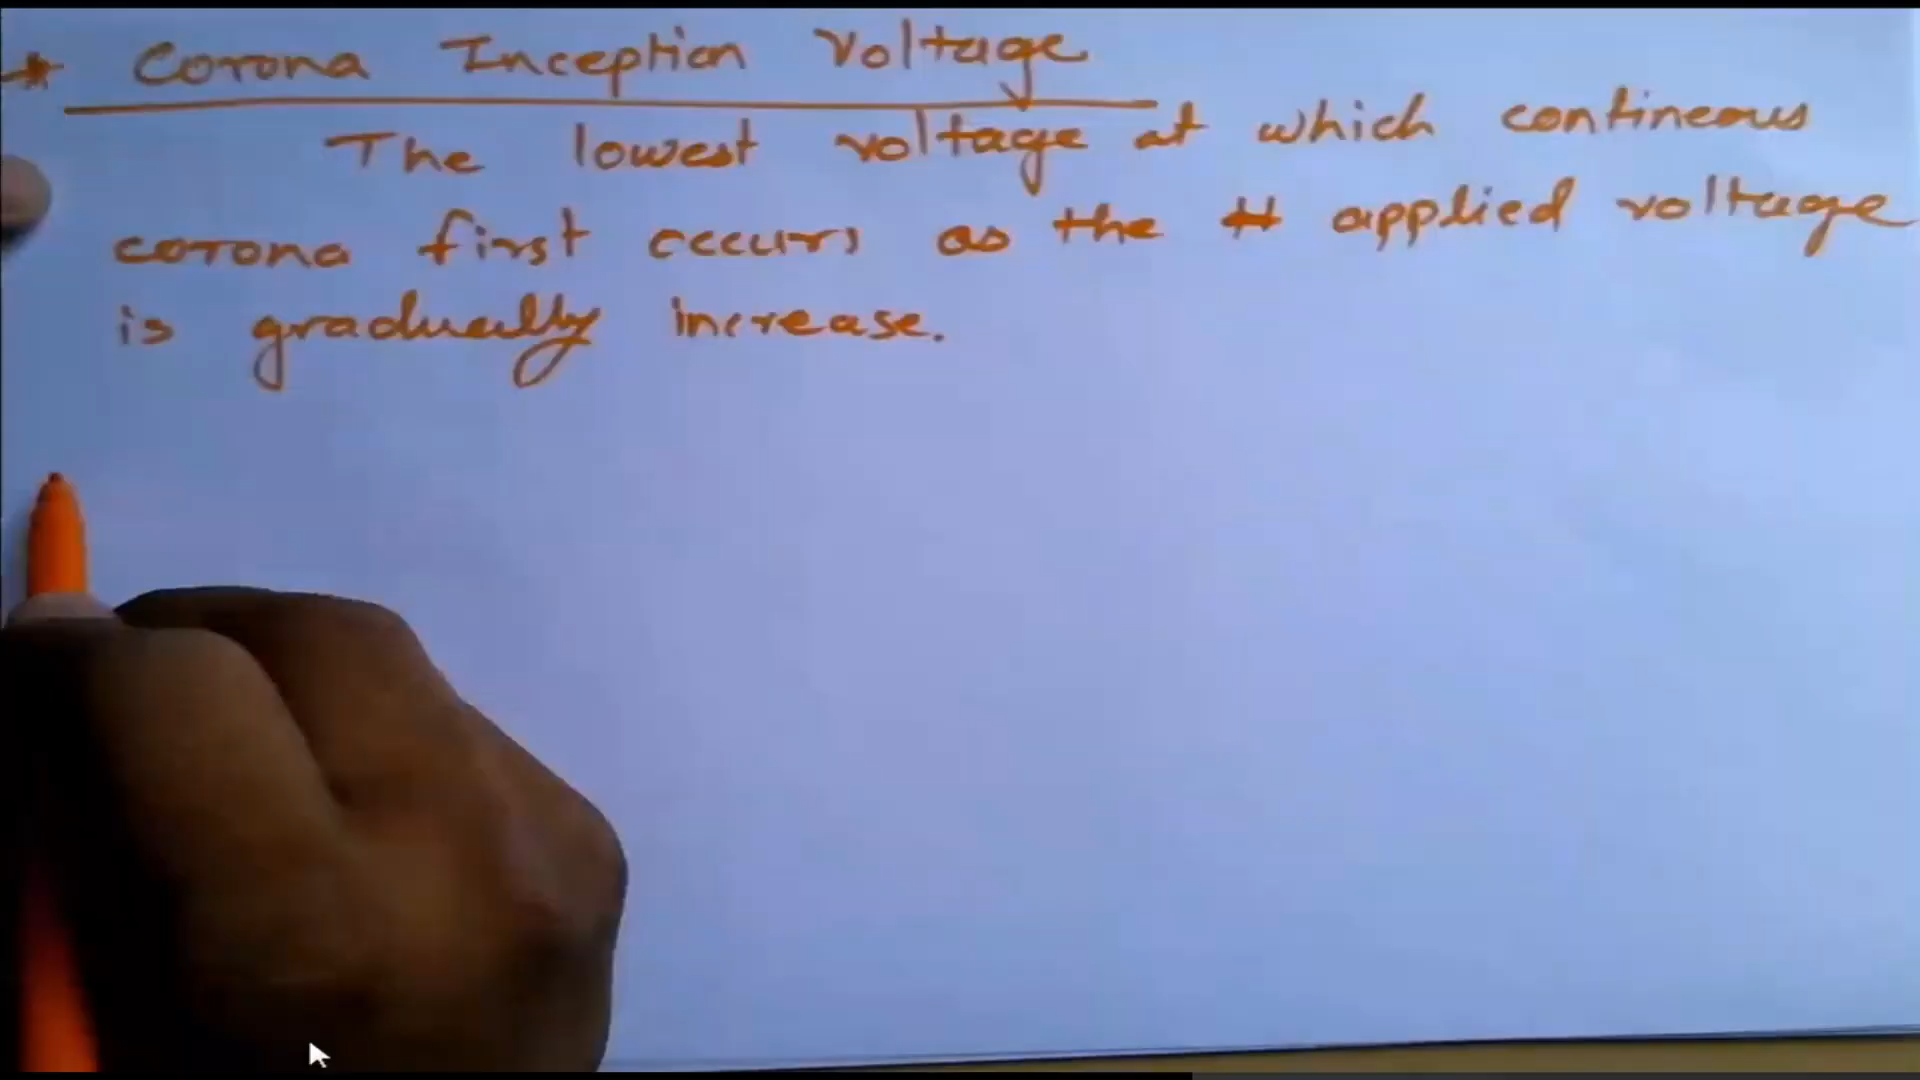 * Corona Inception Voltage
The lowest voltage at which contineous
corona first occurs as the applied voltage
is gradually increase.